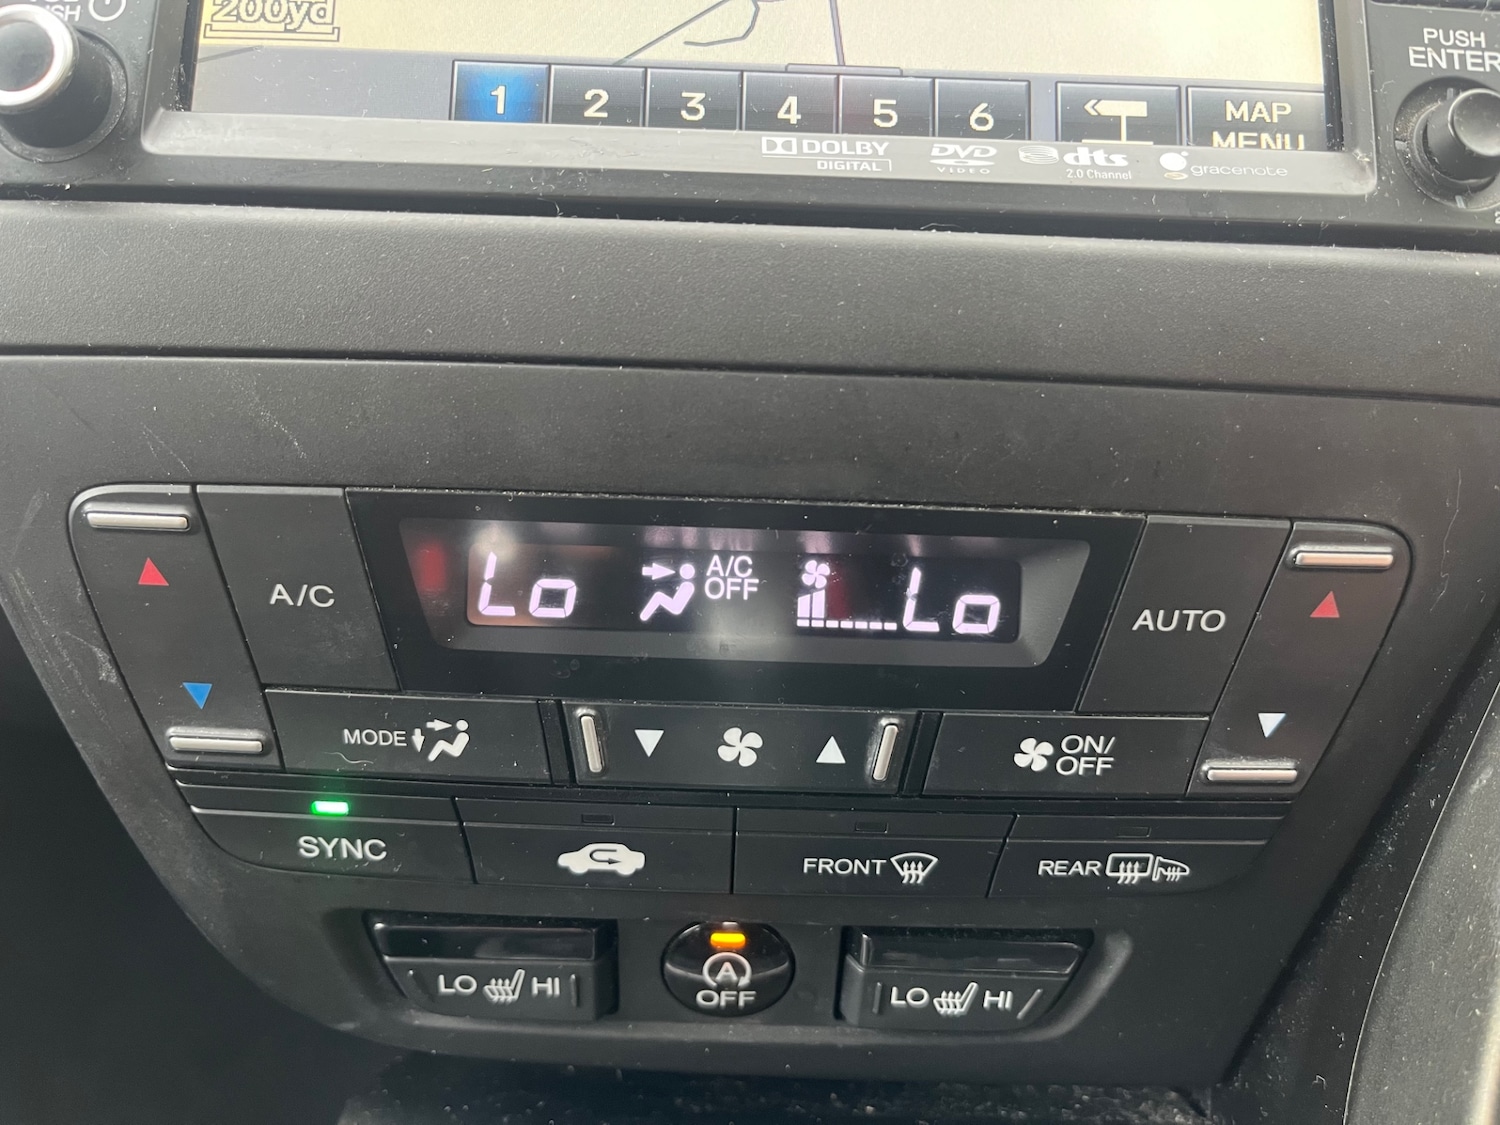 200yd
PUSH
ENTER
1 2 3 4 5 6
MAP
MENU
DOLBY
DIGITAL
DVD
VIDEO
dts
2.0 Channel
gracenote
A/C
Lo
A/C
OFF
Lo
AUTO
MODE
ON/
OFF
SYNC
FRONT
REAR
LO HI
A
OFF
LO HI